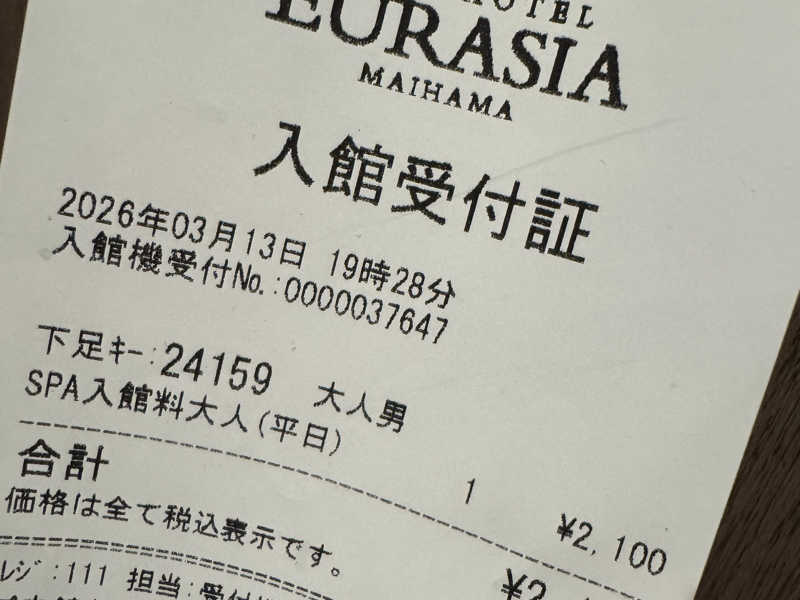 HOTEL
EURASIA
MAIHAMA
入館受付証
2026年03月13日 19時28分
入館機受付No.:0000037647
下足ｷｰ:24159 大人男
SPA入館料大人(平日)
1 ¥2,100
合計
価格は全て税込表示です。
ﾚｼﾞ:111 担当:受付